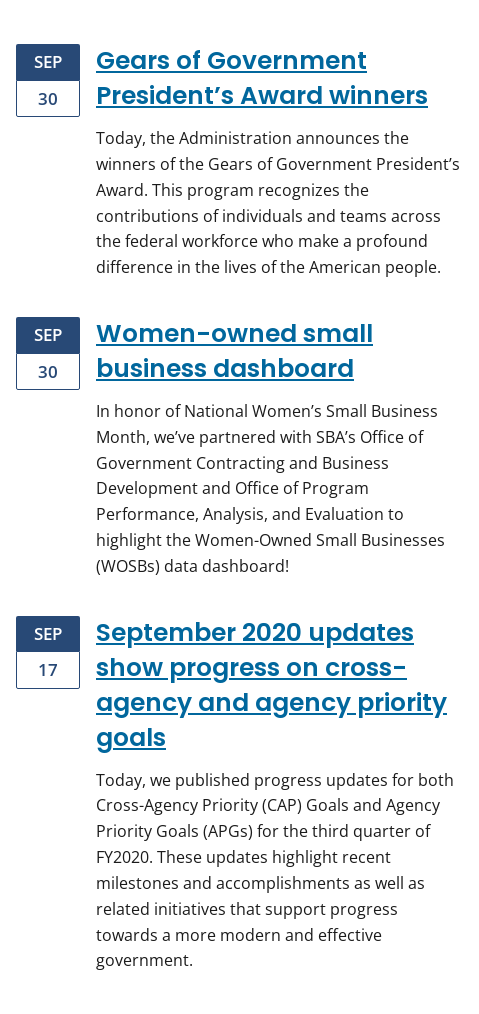 SEP
30
Gears of Government
President’s Award winners
Today, the Administration announces the
winners of the Gears of Government President’s
Award. This program recognizes the
contributions of individuals and teams across
the federal workforce who make a profound
difference in the lives of the American people.
SEP
30
Women-owned small
business dashboard
In honor of National Women’s Small Business
Month, we’ve partnered with SBA’s Office of
Government Contracting and Business
Development and Office of Program
Performance, Analysis, and Evaluation to
highlight the Women-Owned Small Businesses
(WOSBs) data dashboard!
SEP
17
September 2020 updates
show progress on cross-
agency and agency priority
goals
Today, we published progress updates for both
Cross-Agency Priority (CAP) Goals and Agency
Priority Goals (APGs) for the third quarter of
FY2020. These updates highlight recent
milestones and accomplishments as well as
related initiatives that support progress
towards a more modern and effective
government.